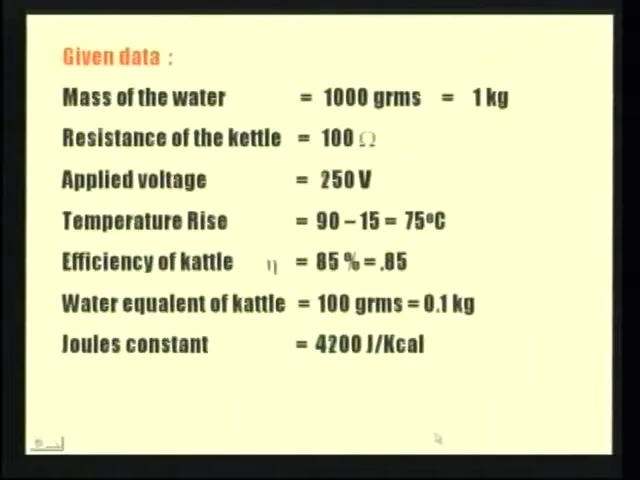 Given data :
Mass of the water = 1000 grms = 1 kg
Resistance of the kettle = 100 Ω
Applied voltage = 250 V
Temperature Rise = 90 – 15 = 75ºC
Efficiency of kattle η = 85 % = .85
Water equalent of kattle = 100 grms = 0.1 kg
Joules constant = 4200 J/Kcal